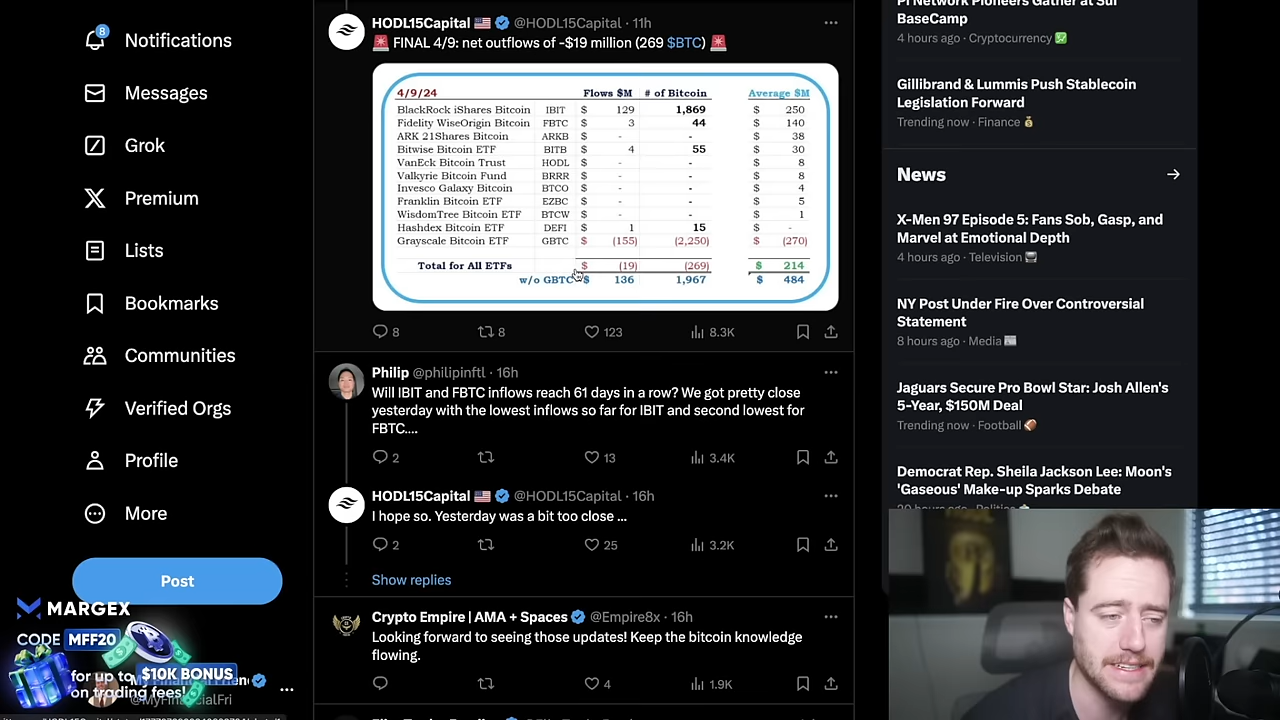 8
Notifications
Messages
Grok
Premium
Lists
Bookmarks
Communities
Verified Orgs
Profile
More
Post
MARGEX
CODE MFF20
for up to $10K BONUS
on trading fees!
@MyFinancialFri
HODL15Capital 🇺🇸 @HODL15Capital · 11h
🚨 FINAL 4/9: net outflows of -$19 million (269 $BTC) 🚨
4/9/24 Flows $M # of Bitcoin Average $M
BlackRock iShares Bitcoin IBIT $ 129 1,869 $ 250
Fidelity WiseOrigin Bitcoin FBTC $ 3 44 $ 140
ARK 21Shares Bitcoin ARKB $ - - $ 38
Bitwise Bitcoin ETF BITB $ 4 55 $ 30
VanEck Bitcoin Trust HODL $ - - $ 8
Valkyrie Bitcoin Fund BRRR $ - - $ 8
Invesco Galaxy Bitcoin BTCO $ - - $ 4
Franklin Bitcoin ETF EZBC $ - - $ 5
WisdomTree Bitcoin ETF BTCW $ - - $ 1
Hashdex Bitcoin ETF DEFI $ 1 15 $ -
Grayscale Bitcoin ETF GBTC $ (155) (2,250) $ (270)
Total for All ETFs $ (19) (269) $ 214
w/o GBTC $ 136 1,967 $ 484
8 8 123 8.3K
Philip @philipinftl · 16h
Will IBIT and FBTC inflows reach 61 days in a row? We got pretty close
yesterday with the lowest inflows so far for IBIT and second lowest for
FBTC....
2 13 3.4K
HODL15Capital 🇺🇸 @HODL15Capital · 16h
I hope so. Yesterday was a bit too close ...
2 25 3.2K
Show replies
Crypto Empire | AMA + Spaces @Empire8x · 16h
Looking forward to seeing those updates! Keep the bitcoin knowledge
flowing.
4 1.9K
BaseCamp
4 hours ago · Cryptocurrency
Gillibrand & Lummis Push Stablecoin
Legislation Forward
Trending now · Finance
News
X-Men 97 Episode 5: Fans Sob, Gasp, and
Marvel at Emotional Depth
4 hours ago · Television
NY Post Under Fire Over Controversial
Statement
8 hours ago · Media
Jaguars Secure Pro Bowl Star: Josh Allen's
5-Year, $150M Deal
Trending now · Football
Democrat Rep. Sheila Jackson Lee: Moon's
'Gaseous' Make-up Sparks Debate